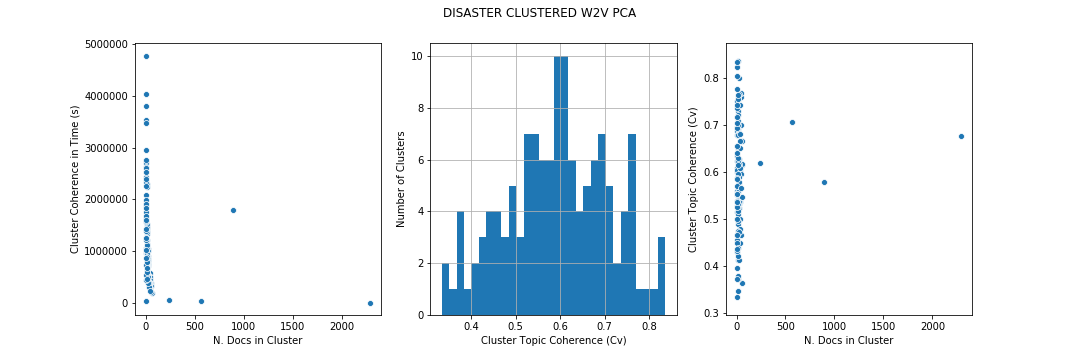 DISASTER CLUSTERED W2V PCA
Cluster Coherence in Time (s)
5000000
4000000
3000000
2000000
1000000
0
0 500 1000 1500 2000
N. Docs in Cluster
Number of Clusters
10
8
6
4
2
0
0.4 0.5 0.6 0.7 0.8
Cluster Topic Coherence (Cv)
Cluster Topic Coherence (Cv)
0.8
0.7
0.6
0.5
0.4
0.3
0 500 1000 1500 2000
N. Docs in Cluster